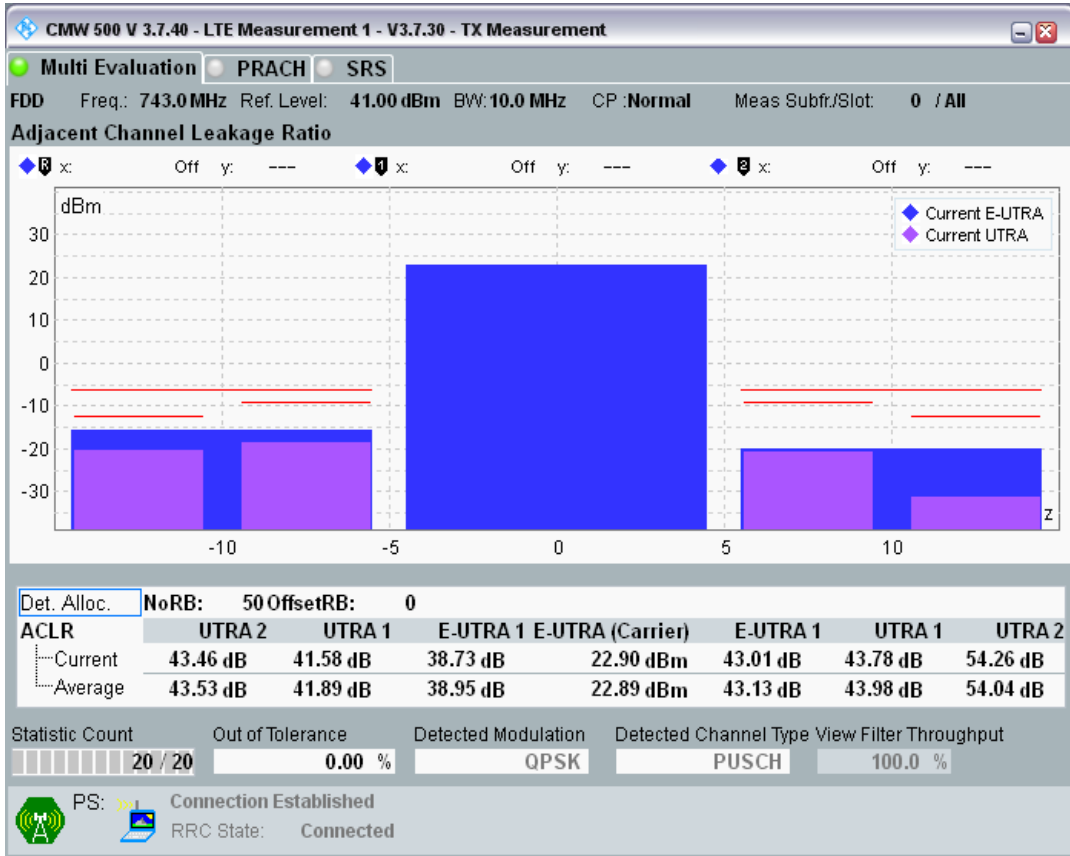 CMW 500 V 3.7.40 - LTE Measurement 1 - V3.7.30 - TX Measurement
Multi Evaluation PRACH SRS
FDD Freq.: 743.0 MHz Ref. Level: 41.00 dBm BW: 10.0 MHz CP :Normal Meas Subfr./Slot: 0 / All
Adjacent Channel Leakage Ratio
R x: Off y: --- 1 x: Off y: --- 2 x: Off y: ---
dBm
Current E-UTRA
Current UTRA
30
20
10
0
-10
-20
-30
z
-10 -5 0 5 10
Det. Alloc. NoRB: 50 OffsetRB: 0
ACLR UTRA 2 UTRA 1 E-UTRA 1 E-UTRA (Carrier) E-UTRA 1 UTRA 1 UTRA 2
Current 43.46 dB 41.58 dB 38.73 dB 22.90 dBm 43.01 dB 43.78 dB 54.26 dB
Average 43.53 dB 41.89 dB 38.95 dB 22.89 dBm 43.13 dB 43.98 dB 54.04 dB
Statistic Count Out of Tolerance Detected Modulation Detected Channel Type View Filter Throughput
20 / 20 0.00 % QPSK PUSCH 100.0 %
PS: Connection Established
RRC State: Connected